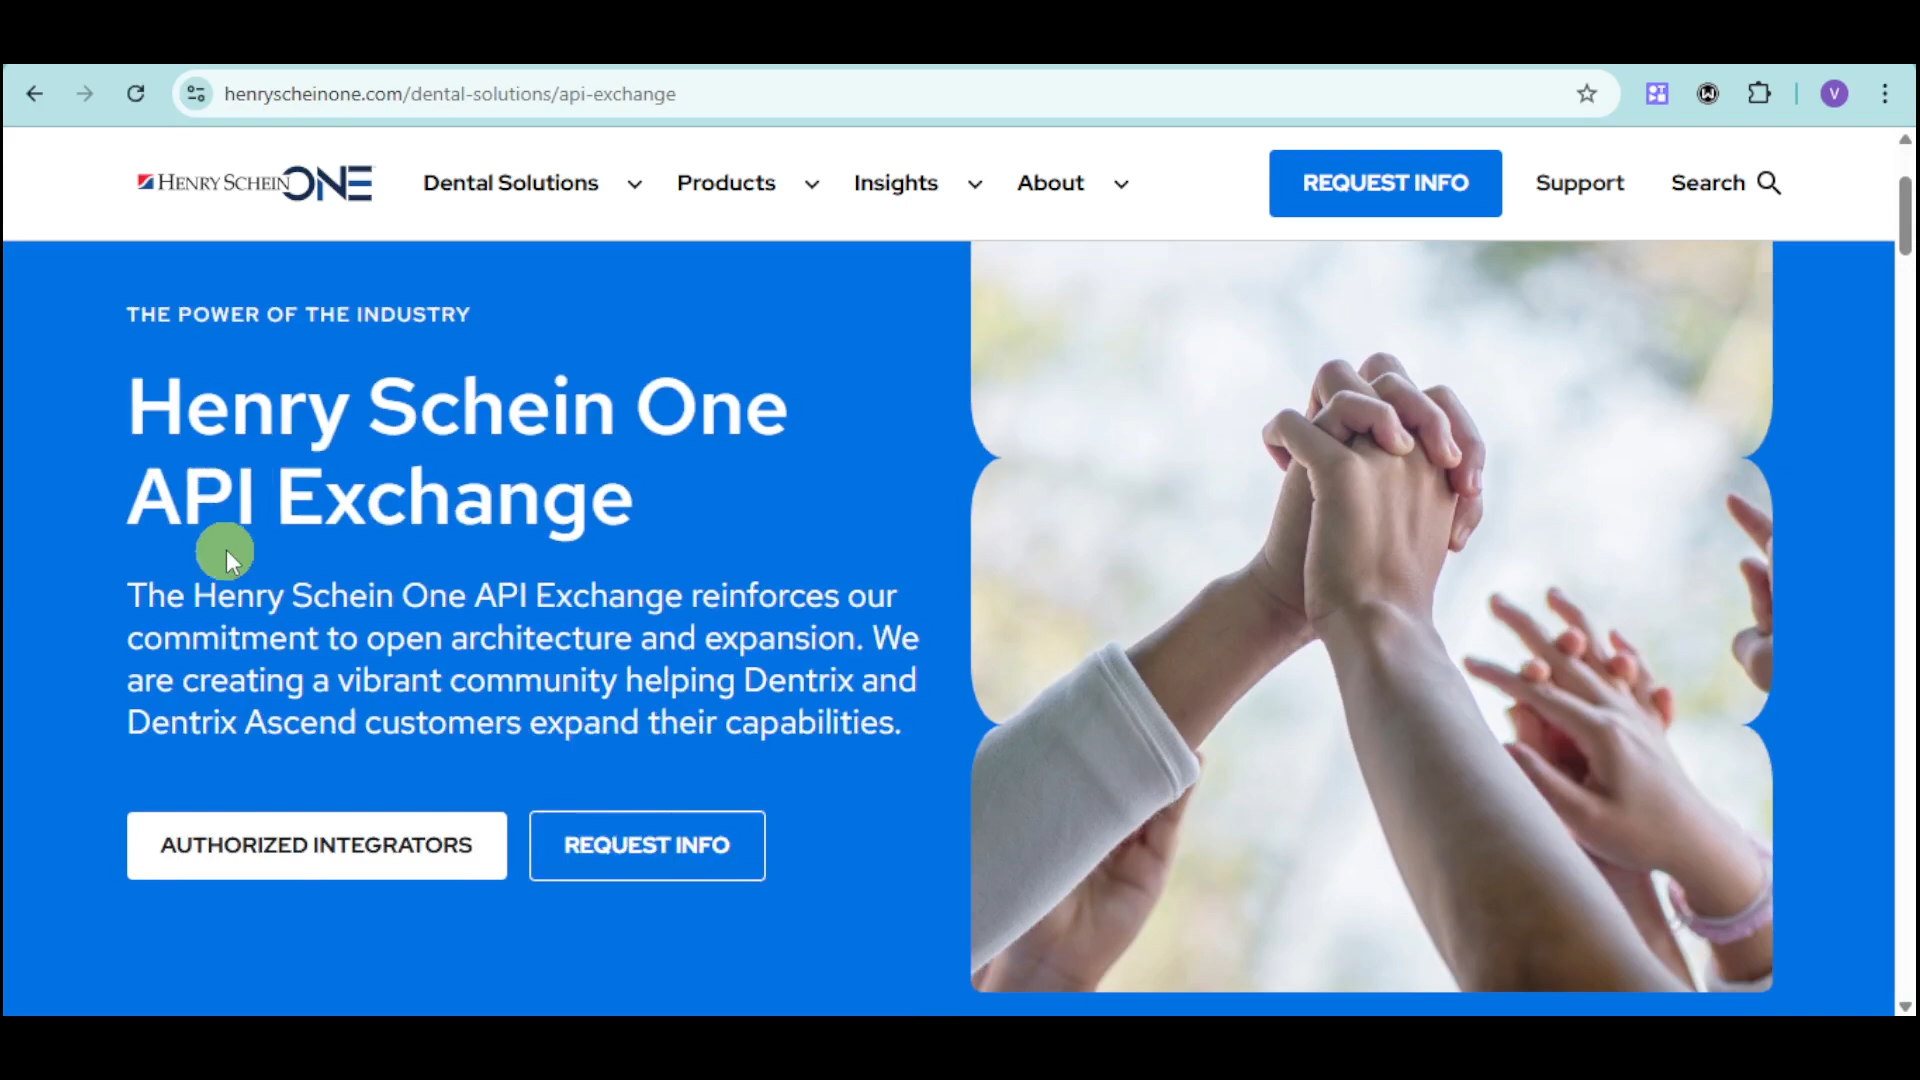 henryscheinone.com/dental-solutions/api-exchange
V
HENRY SCHEIN ONE
Dental Solutions
Products
Insights
About
REQUEST INFO
Support
Search
THE POWER OF THE INDUSTRY
Henry Schein One
API Exchange
The Henry Schein One API Exchange reinforces our
commitment to open architecture and expansion. We
are creating a vibrant community helping Dentrix and
Dentrix Ascend customers expand their capabilities.
AUTHORIZED INTEGRATORS
REQUEST INFO